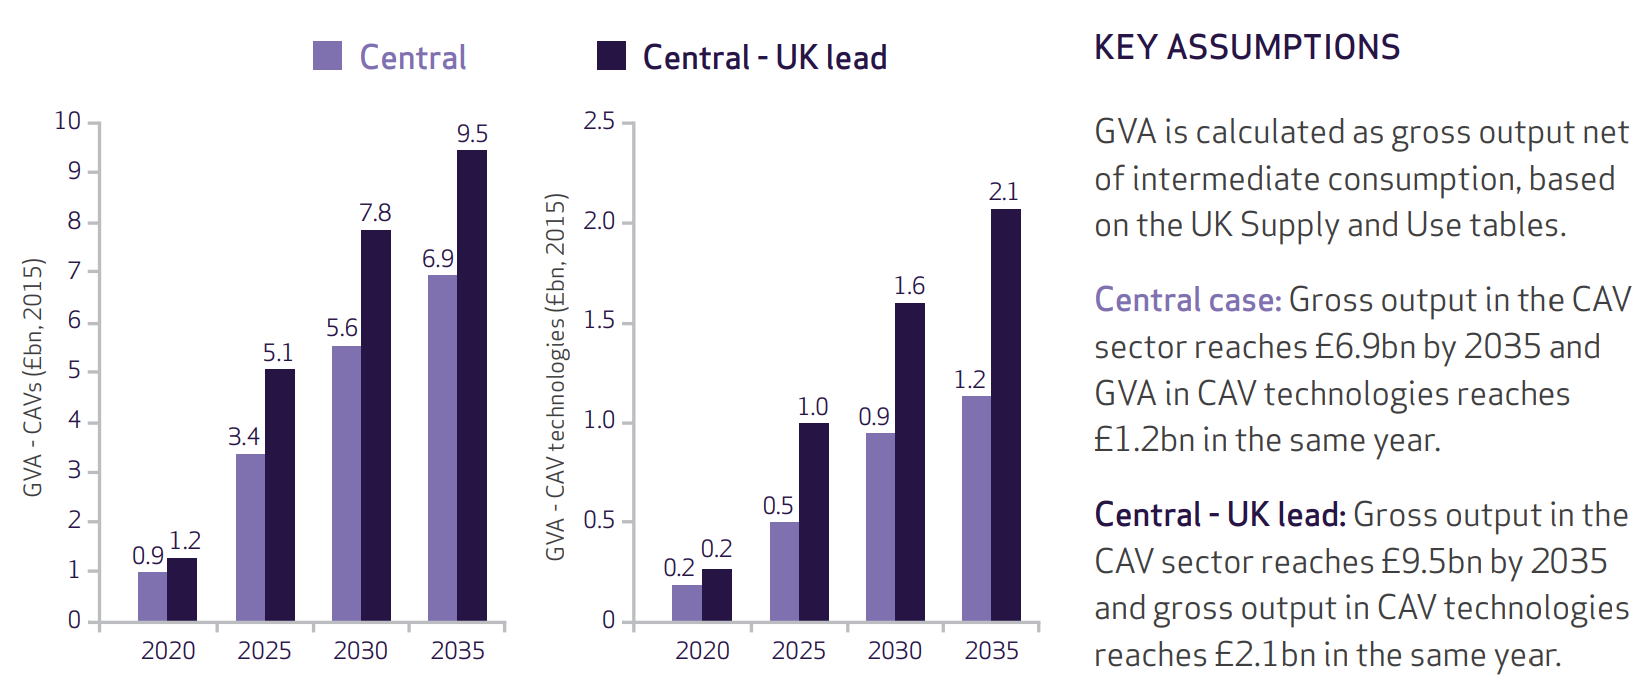 Central
Central - UK lead
GVA - CAVs (£bn, 2015)
10
9
8
7
6
5
4
3
2
1
0
0.9
1.2
3.4
5.1
5.6
7.8
6.9
9.5
2020
2025
2030
2035
GVA - CAV technologies (£bn, 2015)
2.5
2.0
1.5
1.0
0.5
0
0.2
0.2
0.5
1.0
0.9
1.6
1.2
2.1
2020
2025
2030
2035
KEY ASSUMPTIONS
GVA is calculated as gross output net
of intermediate consumption, based
on the UK Supply and Use tables.
Central case: Gross output in the CAV
sector reaches £6.9bn by 2035 and
GVA in CAV technologies reaches
£1.2bn in the same year.
Central - UK lead: Gross output in the
CAV sector reaches £9.5bn by 2035
and gross output in CAV technologies
reaches £2.1bn in the same year.